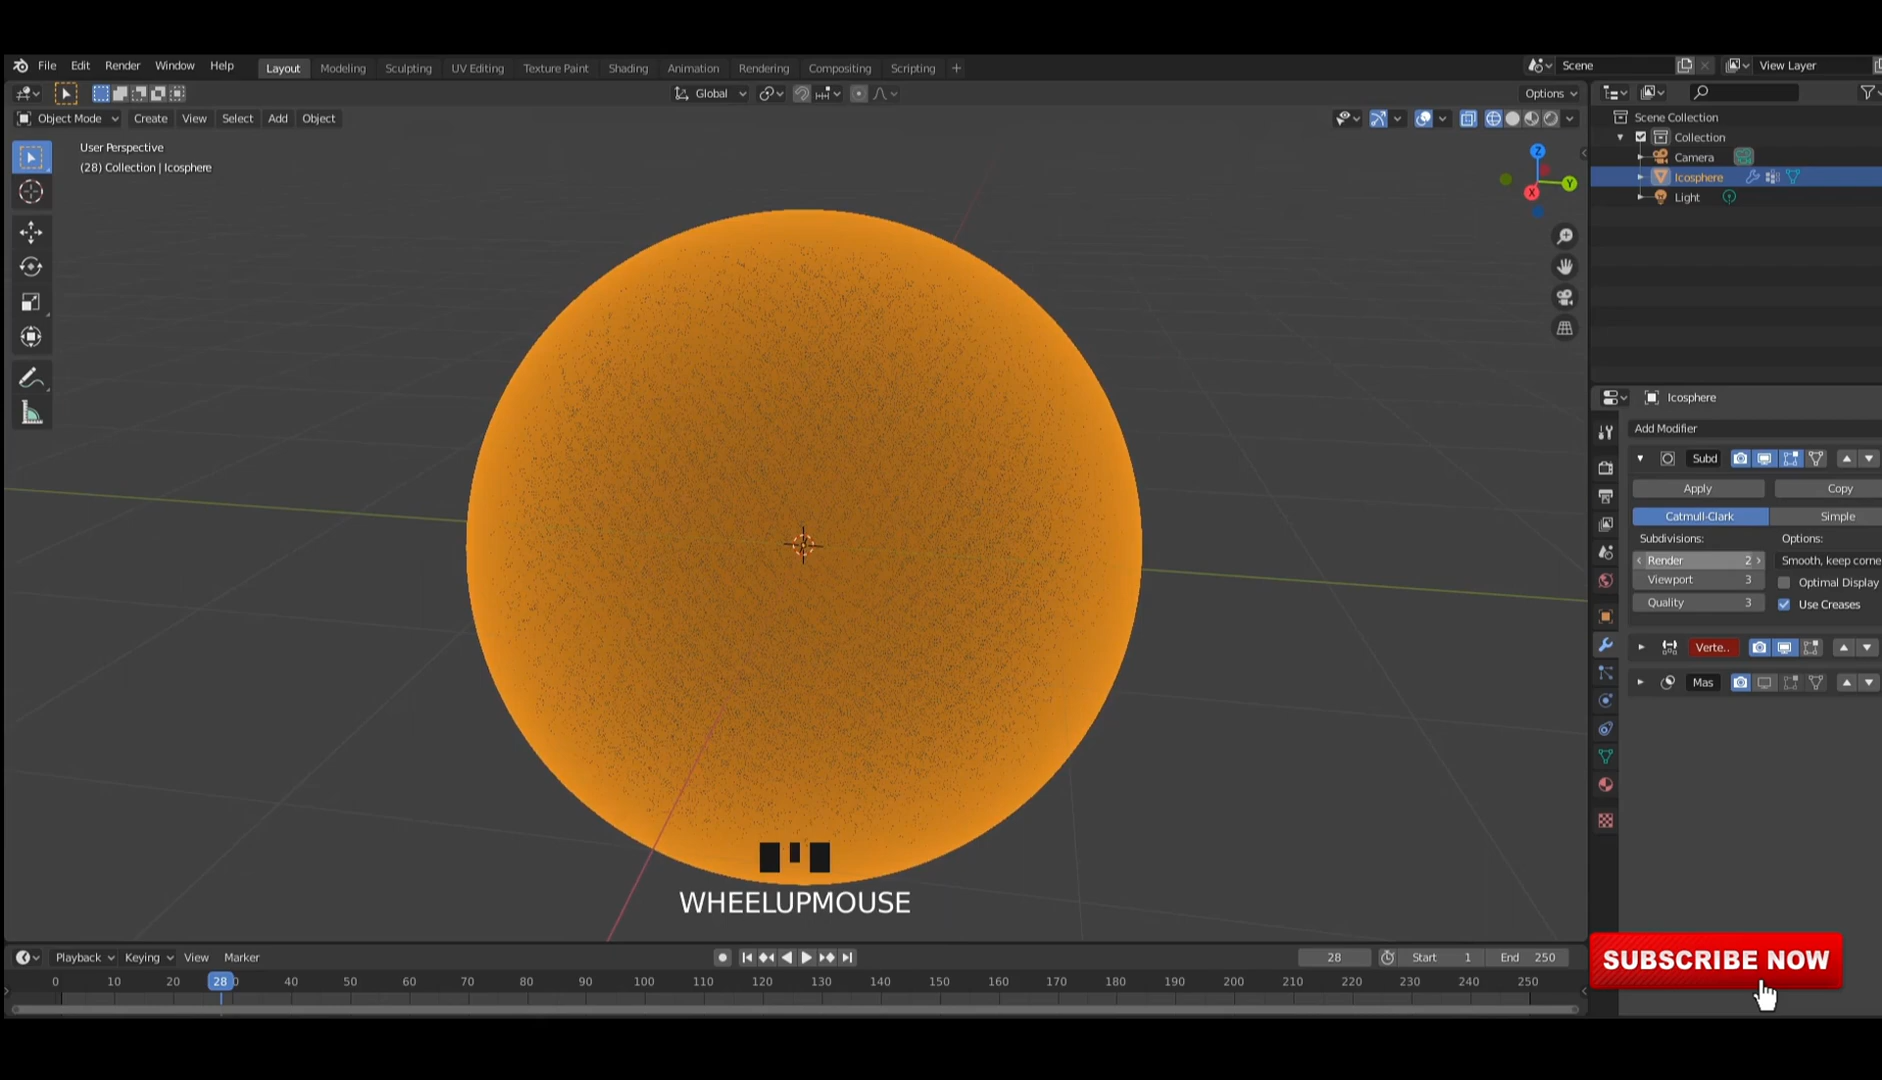 File Edit Render Window Help Layout Modeling Sculpting UV Editing Texture Paint Shading Animation Rendering Compositing Scripting + Scene View Layer
Global Options
Object Mode Create View Select Add Object
User Perspective
(28) Collection | Icosphere
Z
Y
X
Scene Collection
Collection
Camera
Icosphere
Light
Icosphere
Add Modifier
Subd
Apply Copy
Catmull-Clark Simple
Subdivisions: Options:
Render 2 Smooth, keep corne
Viewport 3 Optimal Display
Quality 3 Use Creases
Verte..
Mas
WHEELUPMOUSE
Playback Keying View Marker 28 Start 1 End 250
0 10 20 28 0 40 50 60 70 80 90 100 110 120 130 140 150 160 170 180 190 200 210 220 230 240 250
SUBSCRIBE NOW